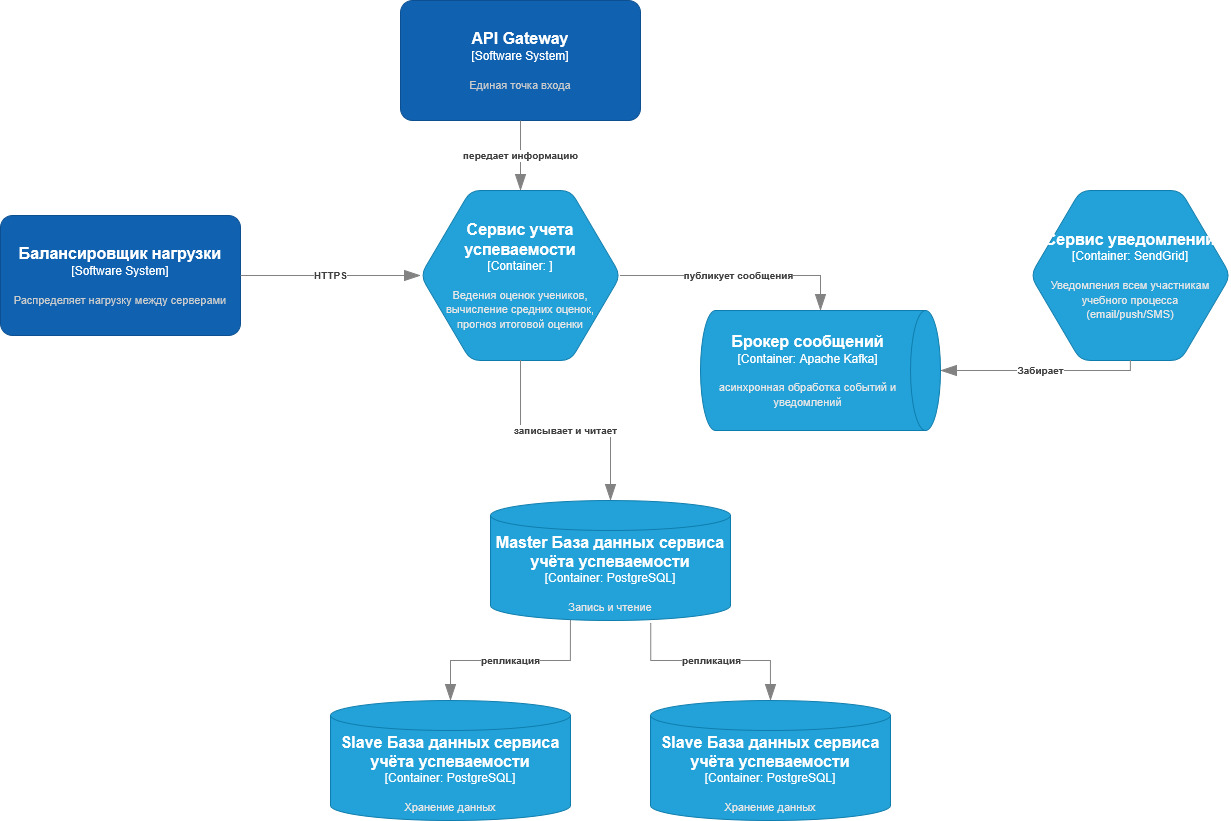 API Gateway
[Software System]
Единая точка входа
передает информацию
Балансировщик нагрузки
[Software System]
Распределяет нагрузку между серверами
HTTPS
Сервис учета
успеваемости
[Container: ]
Ведения оценок учеников,
вычисление средних оценок,
прогноз итоговой оценки
публикует сообщения
Сервис уведомлений
[Container: SendGrid]
Уведомления всем участникам
учебного процесса
(email/push/SMS)
Брокер сообщений
[Container: Apache Kafka]
асинхронная обработка событий и
уведомлений
Забирает
записывает и читает
Master База данных сервиса
учёта успеваемости
[Container: PostgreSQL]
Запись и чтение
репликация
репликация
Slave База данных сервиса
учёта успеваемости
[Container: PostgreSQL]
Хранение данных
Slave База данных сервиса
учёта успеваемости
[Container: PostgreSQL]
Хранение данных